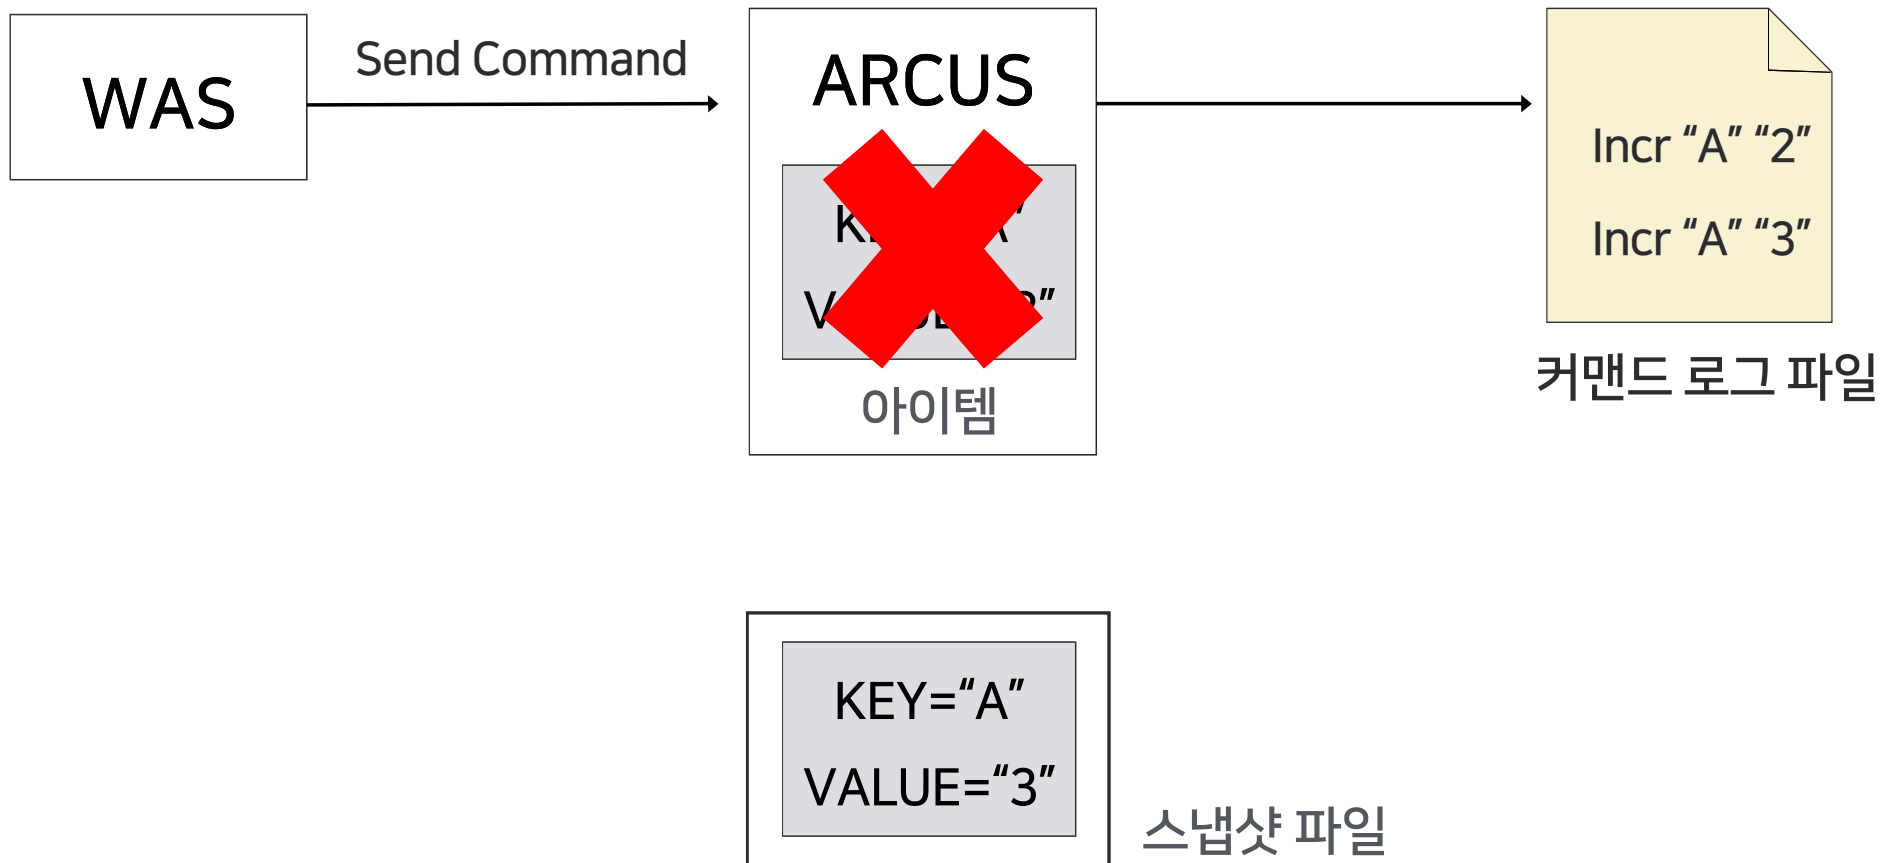 WAS
Send Command
ARCUS
아이템
Incr “A” “2”
Incr “A” “3”
커맨드 로그 파일
KEY=“A”
VALUE=“3”
스냅샷 파일